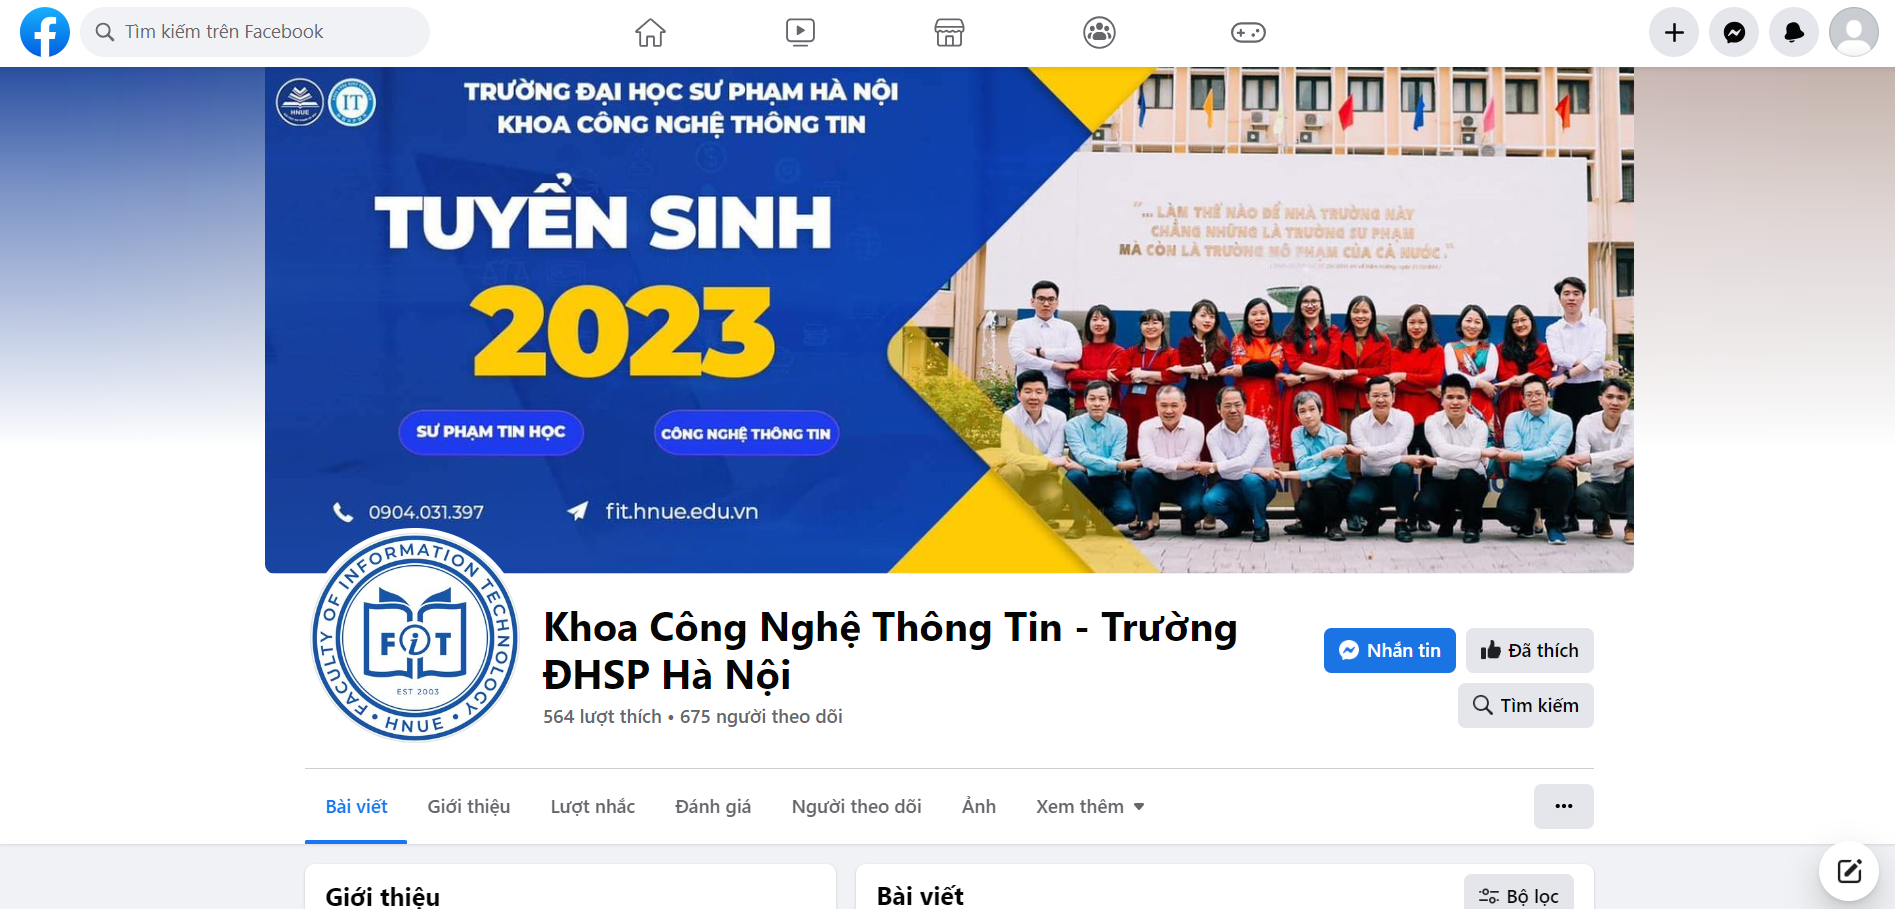 Tìm kiếm trên Facebook
HNUE
IT
TRƯỜNG ĐẠI HỌC SƯ PHẠM HÀ NỘI
KHOA CÔNG NGHỆ THÔNG TIN
TUYỂN SINH
2023
SƯ PHẠM TIN HỌC
CÔNG NGHỆ THÔNG TIN
0904.031.397
fit.hnue.edu.vn
"... LÀM THẾ NÀO ĐỂ NHÀ TRƯỜNG NÀY
CHẲNG NHỮNG LÀ TRƯỜNG SƯ PHẠM
MÀ CÒN LÀ TRƯỜNG MÔ PHẠM CỦA CẢ NƯỚC."
FACULTY OF INFORMATION TECHNOLOGY
FiT
EST 2003
• HNUE •
Khoa Công Nghệ Thông Tin - Trường
ĐHSP Hà Nội
564 lượt thích • 675 người theo dõi
Nhắn tin
Đã thích
Tìm kiếm
Bài viết
Giới thiệu
Lượt nhắc
Đánh giá
Người theo dõi
Ảnh
Xem thêm
Giới thiệu
Bài viết
Bộ lọc